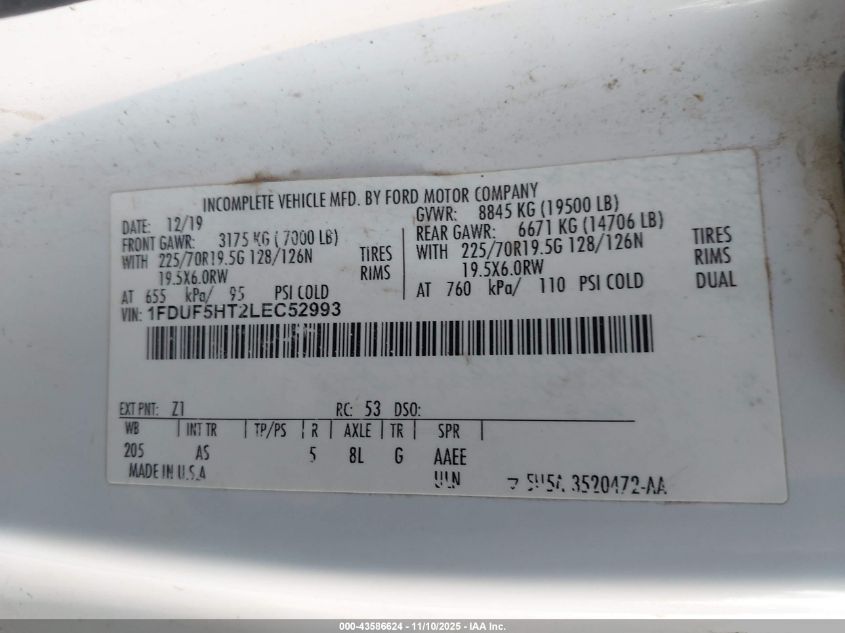 INCOMPLETE VEHICLE MFD. BY FORD MOTOR COMPANY
DATE: 12/19
FRONT GAWR: 3175 KG ( 7000 LB)
WITH 225/70R19.5G 128/126N TIRES
19.5X6.0RW RIMS
AT 655 kPa/ 95 PSI COLD
GVWR: 8845 KG (19500 LB)
REAR GAWR: 6671 KG (14706 LB)
WITH 225/70R19.5G 128/126N TIRES
19.5X6.0RW RIMS
AT 760 kPa/ 110 PSI COLD DUAL
VIN: 1FDUF5HT2LEC52993
EXT PNT: Z1 RC: 53 DSO:
WB | INT TR | TP/PS | R | AXLE | TR | SPR |
205 AS 5 8L G AAEE
MADE IN U.S.A
3520472-AA
000-43586624 - 11/10/2025 - IAA Inc.